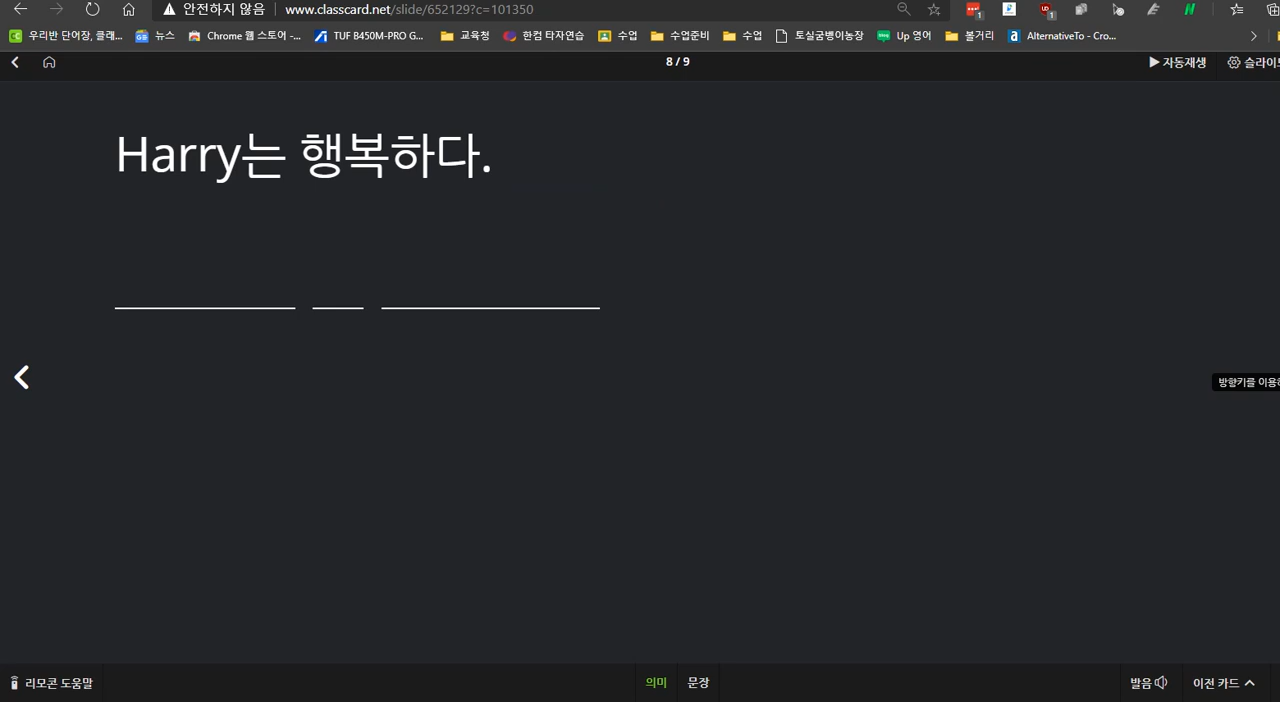 안전하지 않음 www.classcard.net/slide/652129?c=101350
우리반 단어장, 클래... 뉴스 Chrome 웹 스토어 -... TUF B450M-PRO G... 교육청 한컴 타자연습 수업 수업준비 수업 토실굼벵이농장 Up 영어 볼거리 AlternativeTo - Cro...
8 / 9 자동재생 슬라이드
Harry는 행복하다.
방향키를 이용하
리모콘 도움말 의미 문장 발음 이전 카드